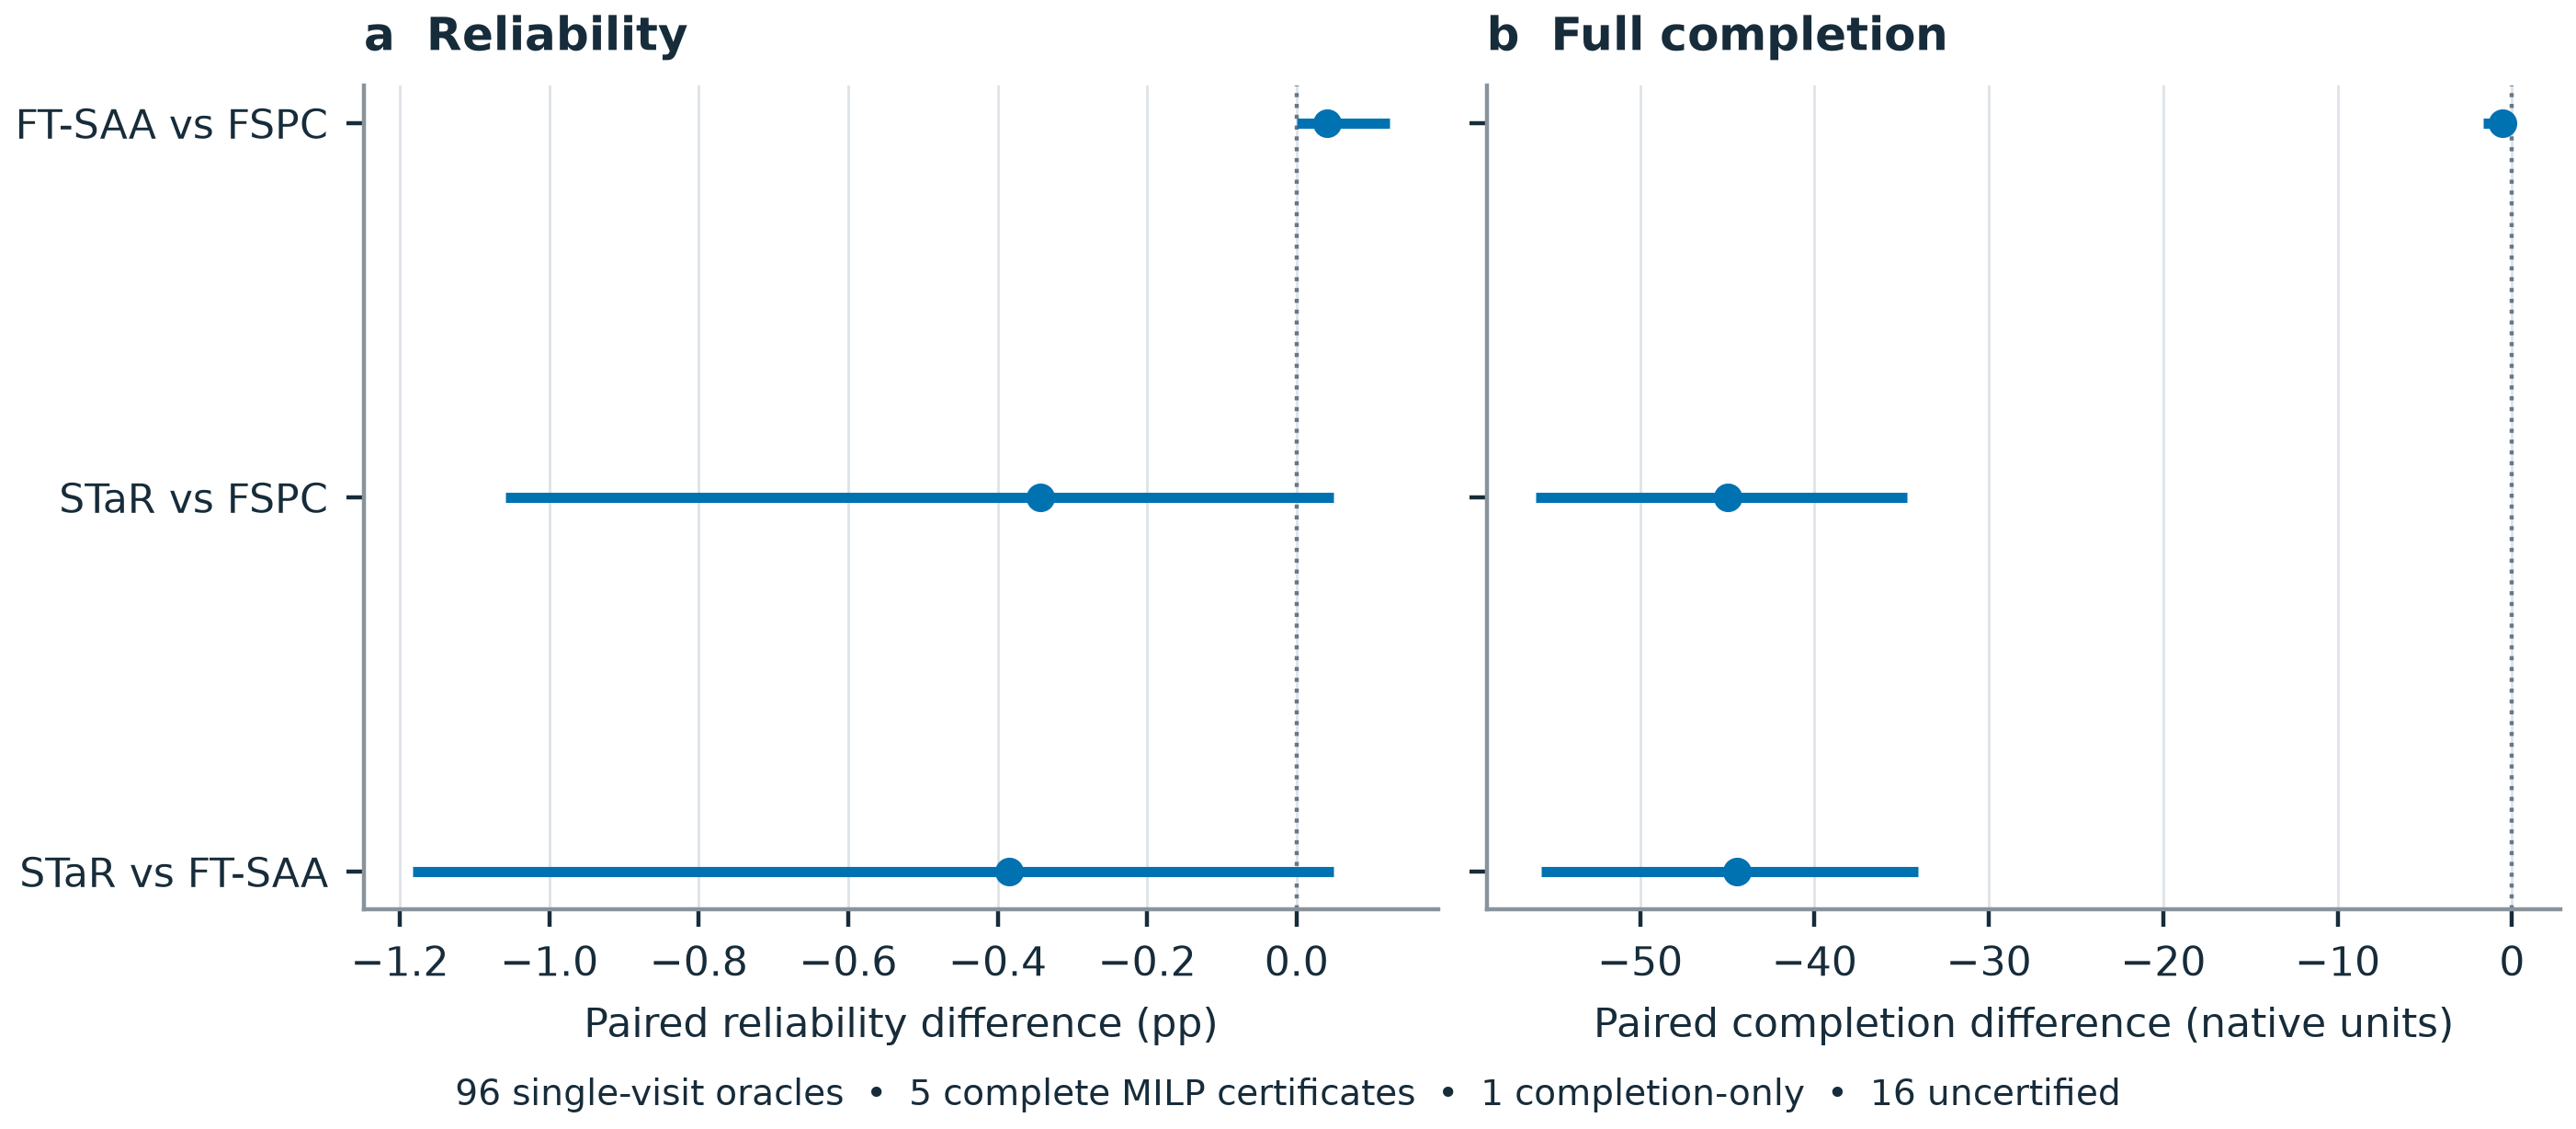 a Reliability
b Full completion
FT-SAA vs FSPC
STaR vs FSPC
STaR vs FT-SAA
−1.2 −1.0 −0.8 −0.6 −0.4 −0.2 0.0
−50 −40 −30 −20 −10 0
Paired reliability difference (pp)
Paired completion difference (native units)
96 single-visit oracles • 5 complete MILP certificates • 1 completion-only • 16 uncertified